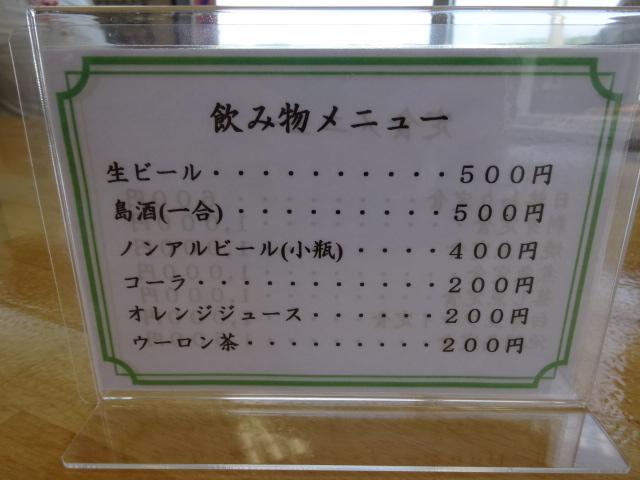 飲み物メニュー
生ビール・・・・・・・・・・５００円
島酒(一合)・・・・・・・・・５００円
ノンアルビール(小瓶)・・・・４００円
コーラ・・・・・・・・・・・２００円
オレンジジュース・・・・・・２００円
ウーロン茶・・・・・・・・・２００円